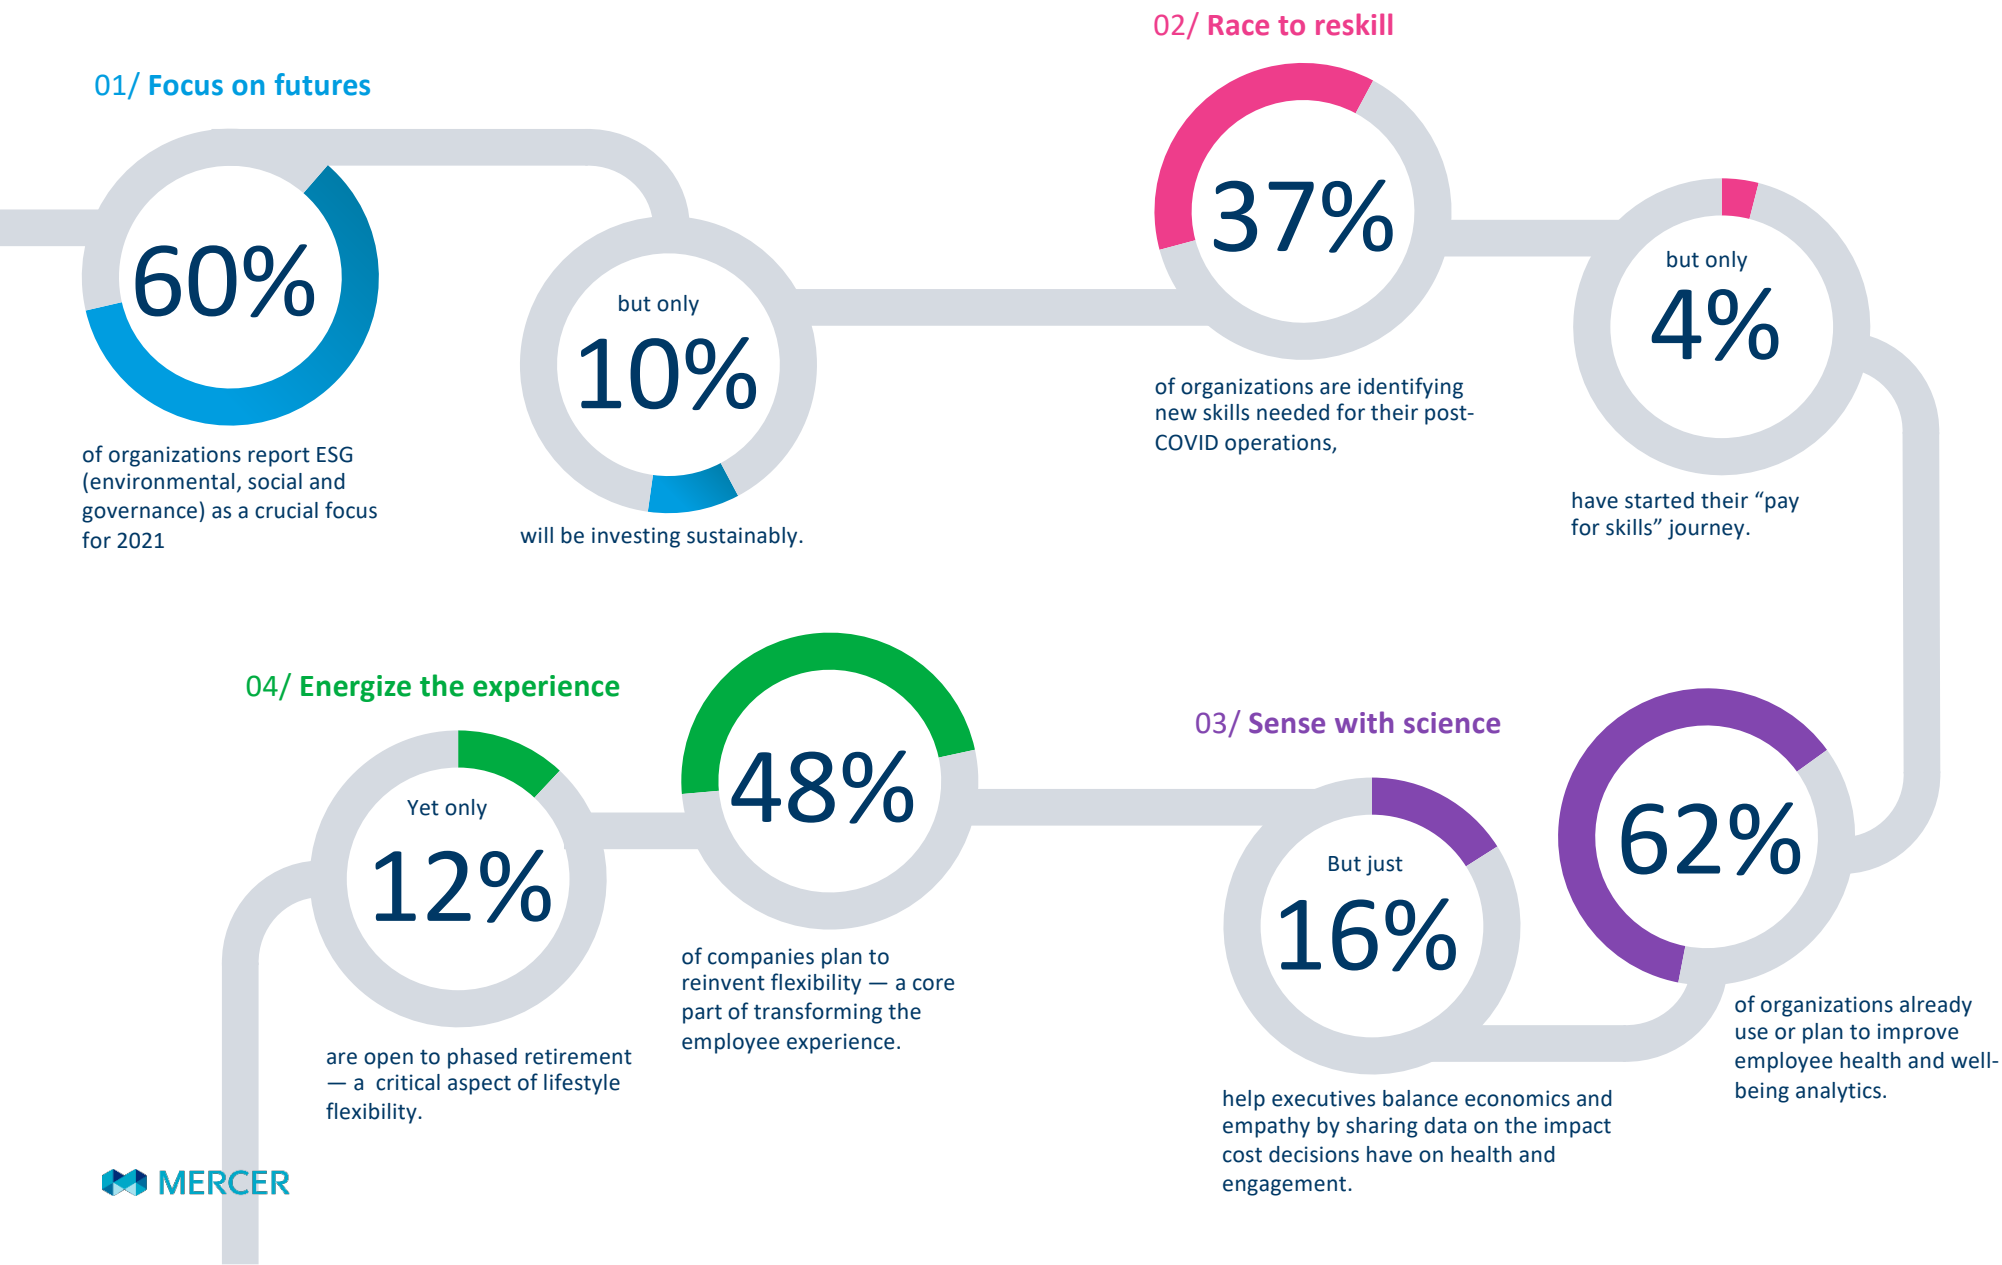 01/ Focus on futures
60%
of organizations report ESG
(environmental, social and
governance) as a crucial focus
for 2021
but only
10%
will be investing sustainably.
02/ Race to reskill
37%
of organizations are identifying
new skills needed for their post-
COVID operations,
but only
4%
have started their “pay
for skills” journey.
03/ Sense with science
62%
of organizations already
use or plan to improve
employee health and well-
being analytics.
But just
16%
help executives balance economics and
empathy by sharing data on the impact
cost decisions have on health and
engagement.
04/ Energize the experience
48%
of companies plan to
reinvent flexibility — a core
part of transforming the
employee experience.
Yet only
12%
are open to phased retirement
— a critical aspect of lifestyle
flexibility.
MERCER